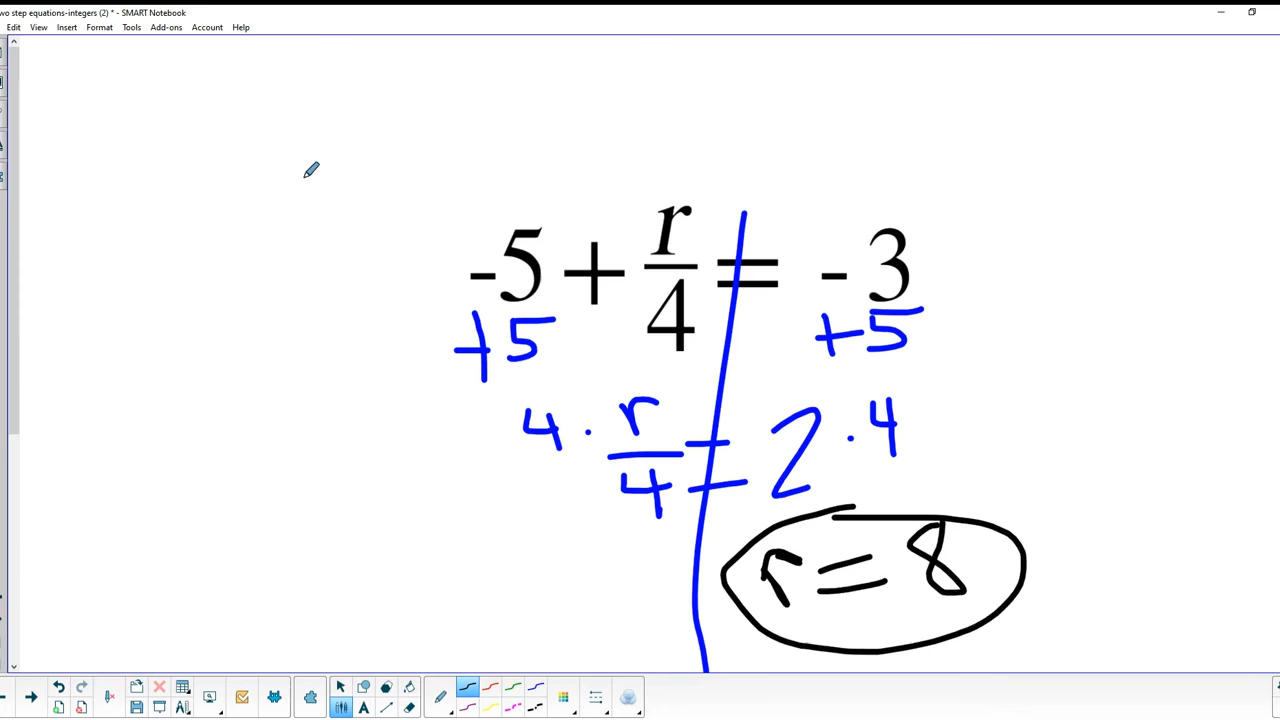 wo step equations-integers (2) * - SMART Notebook
Edit View Insert Format Tools Add-ons Account Help
-5 + r/4 = -3
+5 +5
4 · r/4 = 2 · 4
r = 8